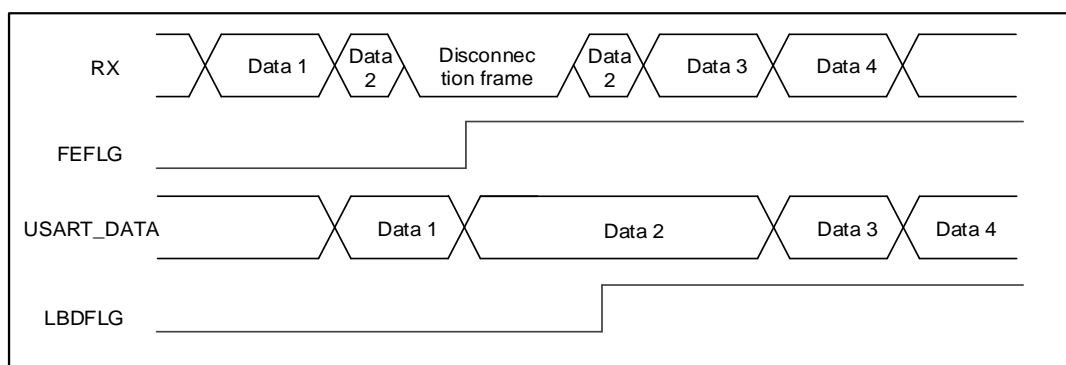 RX
Data 1
Data
2
Disconnec
tion frame
Data
2
Data 3
Data 4
FEFLG
USART_DATA
Data 1
Data 2
Data 3
Data 4
LBDFLG